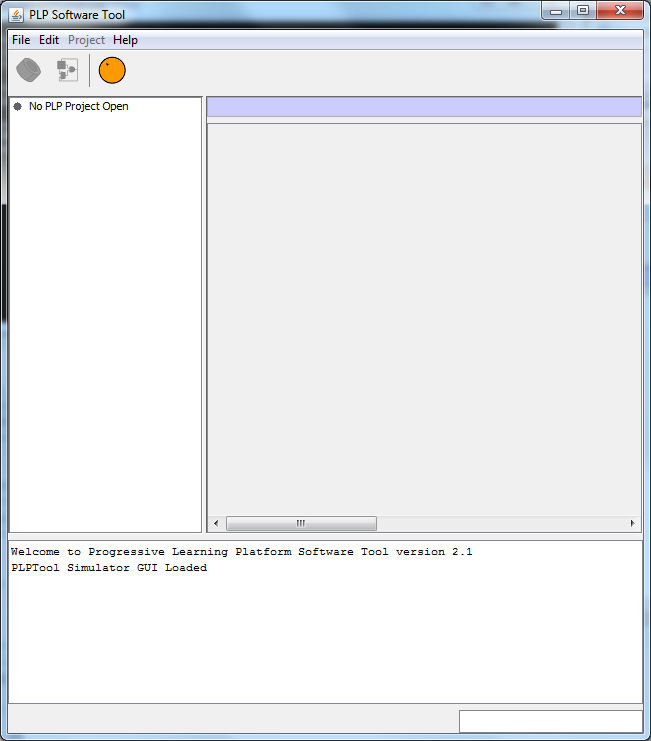 PLP Software Tool
File Edit Project Help
No PLP Project Open
Welcome to Progressive Learning Platform Software Tool version 2.1
PLPTool Simulator GUI Loaded